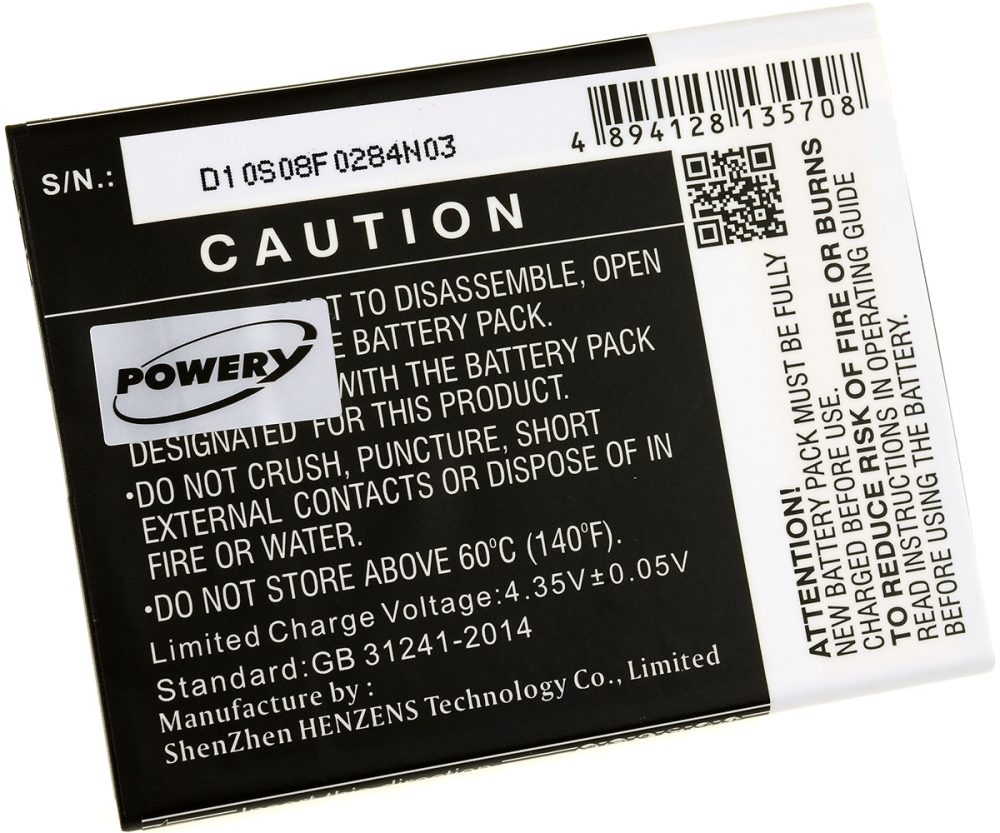 S/N.: D10S08F0284N03
4 894128 135708
CAUTION
TO DISASSEMBLE, OPEN
BATTERY PACK.
WITH THE BATTERY PACK
DESIGNATED FOR THIS PRODUCT.
•DO NOT CRUSH, PUNCTURE, SHORT
EXTERNAL CONTACTS OR DISPOSE OF IN
FIRE OR WATER.
•DO NOT STORE ABOVE 60°C (140°F).
Limited Charge Voltage:4.35V±0.05V
Standard:GB 31241-2014
Manufacture by :
ShenZhen HENZENS Technology Co., Limited
POWERY
ATTENTION!
NEW BATTERY PACK MUST BE FULLY
CHARGED BEFORE USE.
TO REDUCE RISK OF FIRE OR BURNS
READ INSTRUCTIONS IN OPERATING GUIDE
BEFORE USING THE BATTERY.